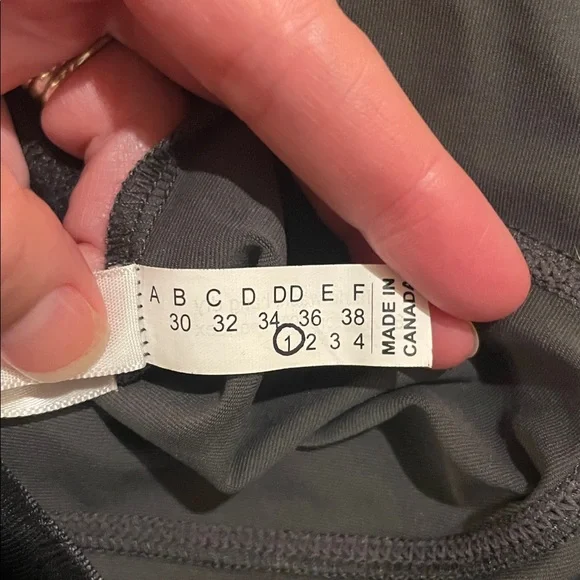 A B C D DD E F
30 32 34 36 38
1 2 3 4
MADE IN
CANADA